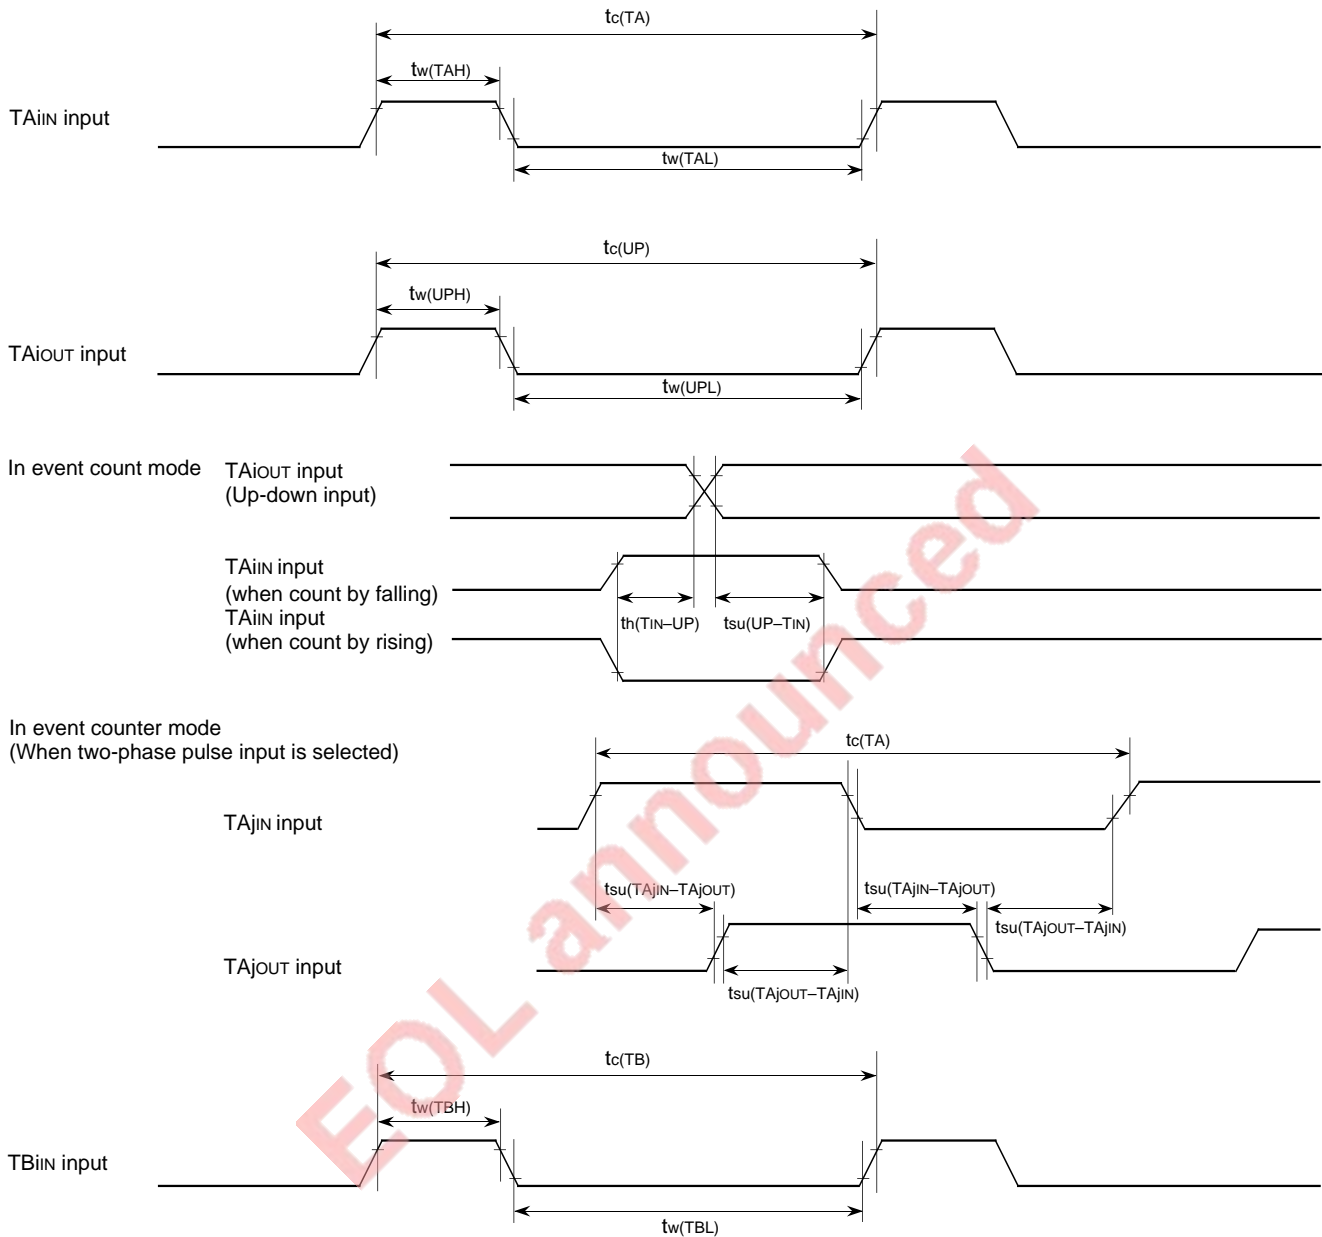 tc(TA)
tw(TAH)
TAiIN input
tw(TAL)
tc(UP)
tw(UPH)
TAiOUT input
tw(UPL)
In event count mode
TAiOUT input
(Up-down input)
TAiIN input
(when count by falling)
TAiIN input
(when count by rising)
th(TIN–UP)
tsu(UP–TIN)
In event counter mode
(When two-phase pulse input is selected)
tc(TA)
TAjIN input
tsu(TAjIN–TAjOUT)
tsu(TAjIN–TAjOUT)
tsu(TAjOUT–TAjIN)
TAjOUT input
tsu(TAjOUT–TAjIN)
tc(TB)
tw(TBH)
TBiIN input
tw(TBL)
EOL announced